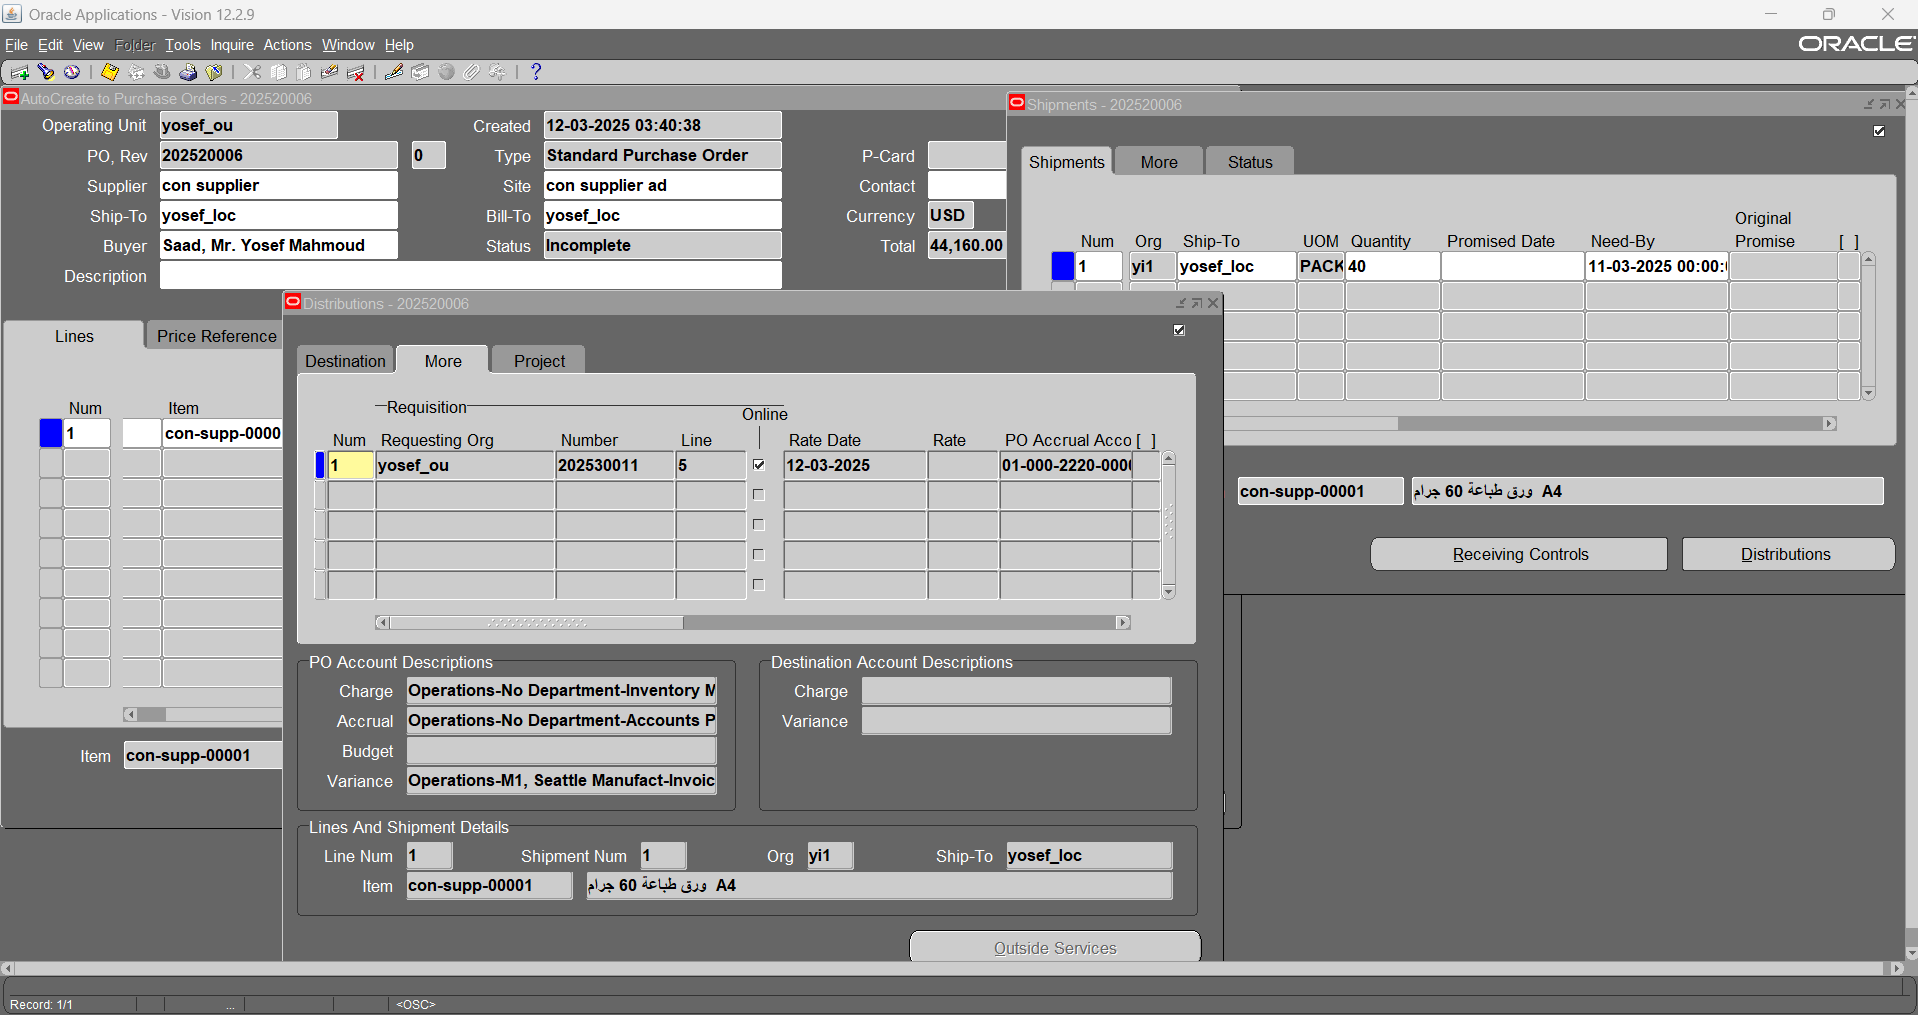 Oracle Applications - Vision 12.2.9
File Edit View Folder Tools Inquire Actions Window Help
ORACLE
AutoCreate to Purchase Orders - 202520006
Operating Unit yosef_ou Created 12-03-2025 03:40:38
PO, Rev 202520006 0 Type Standard Purchase Order P-Card
Supplier con supplier Site con supplier ad Contact
Ship-To yosef_loc Bill-To yosef_loc Currency USD
Buyer Saad, Mr. Yosef Mahmoud Status Incomplete Total 44,160.00
Description
Lines Price Reference
Num Item
1 con-supp-0000
Item con-supp-00001
Shipments - 202520006
Shipments More Status
Original
Num Org Ship-To UOM Quantity Promised Date Need-By Promise [ ]
1 yi1 yosef_loc PACK 40 11-03-2025 00:00:
con-supp-00001 ورق طباعة 60 جرام A4
Receiving Controls Distributions
Distributions - 202520006
Destination More Project
Requisition
Online
Num Requesting Org Number Line Rate Date Rate PO Accrual Acco [ ]
1 yosef_ou 202530011 5 12-03-2025 01-000-2220-000
PO Account Descriptions
Charge Operations-No Department-Inventory M
Accrual Operations-No Department-Accounts P
Budget
Variance Operations-M1, Seattle Manufact-Invoic
Destination Account Descriptions
Charge
Variance
Lines And Shipment Details
Line Num 1 Shipment Num 1 Org yi1 Ship-To yosef_loc
Item con-supp-00001 ورق طباعة 60 جرام A4
Outside Services
Record: 1/1 ... <OSC>